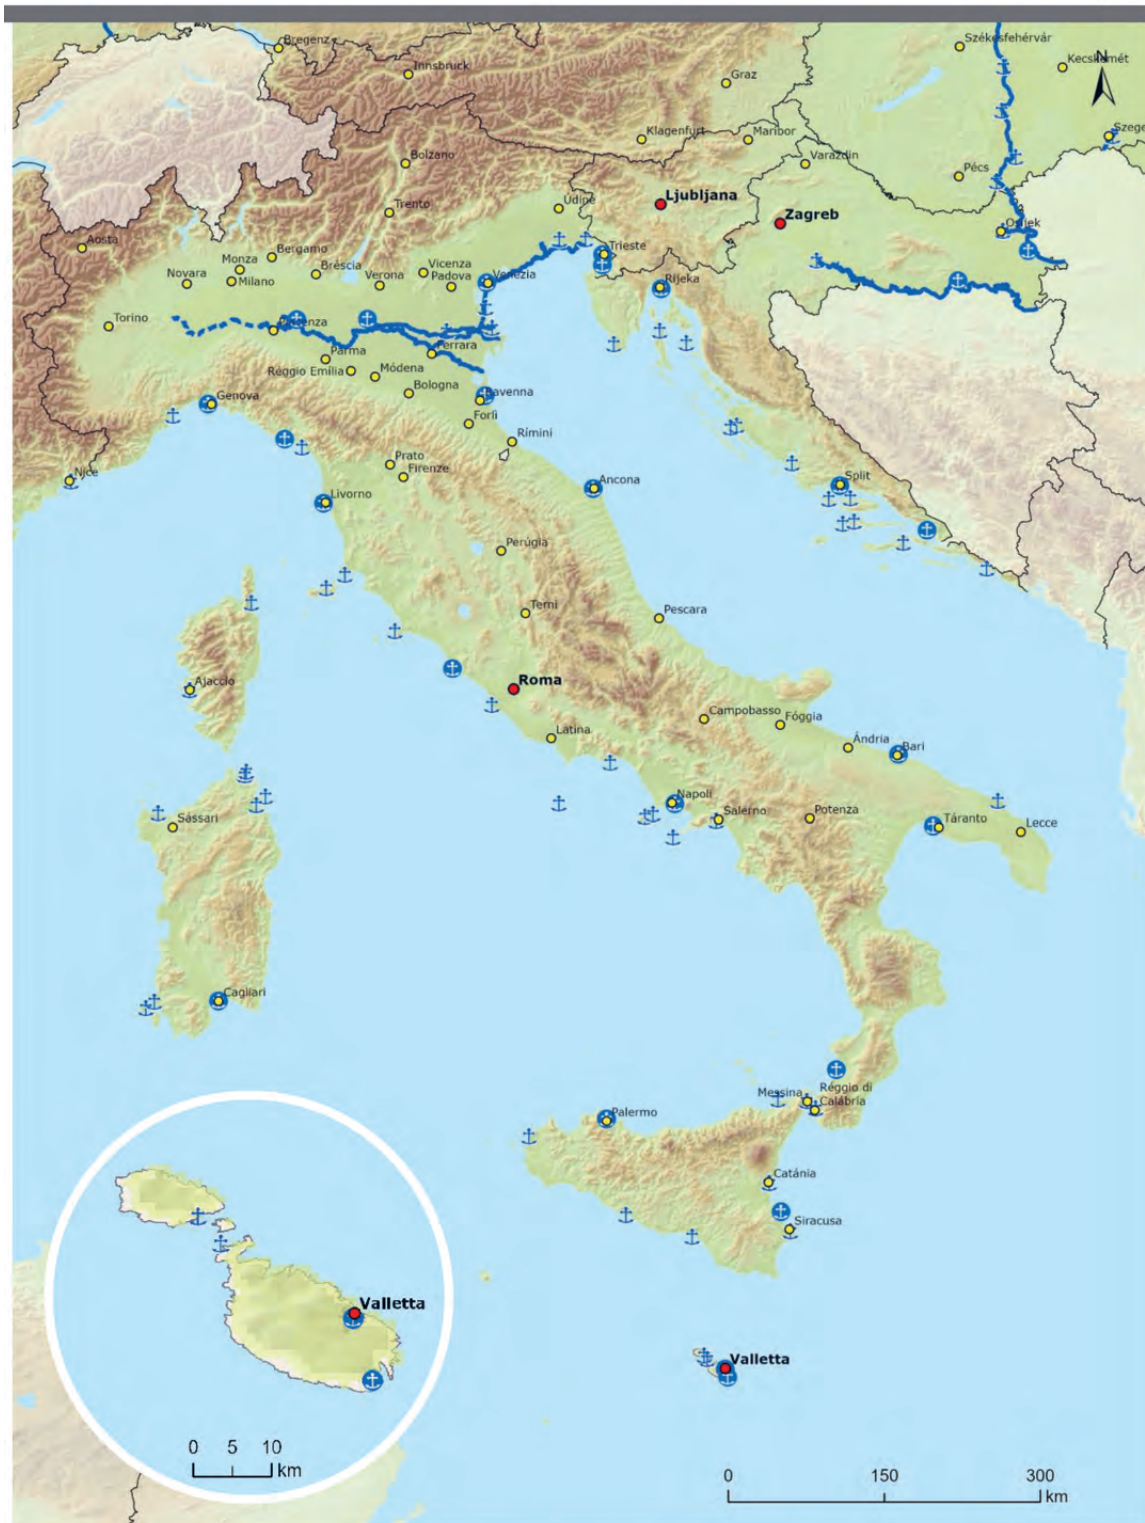 Bregenz
Innsbruck
Graz
Székesfehérvár
N
Kecskemét
Klagenfurt
Maribor
Bolzano
Varazdin
Pécs
Trento
Udine
Ljubljana
Zagreb
Osijek
Aosta
Bergamo
Monza
Bréscia
Vicenza
Trieste
Novara
Milano
Verona
Padova
Venezia
Rijeka
Torino
Piacenza
Parma
Ferrara
Réggio Emilia
Módena
Bologna
Ravenna
Genova
Forlì
Rímini
Nice
Prato
Firenze
Ancona
Split
Livorno
Perúgia
Terni
Pescara
Ajaccio
Roma
Latina
Campobasso
Fóggia
Ándria
Bari
Sássari
Napoli
Salerno
Potenza
Táranto
Lecce
Cagliari
Messina
Réggio di
Calábria
Palermo
Catánia
Siracusa
Valletta
Valletta
0 5 10
km
0 150 300
km